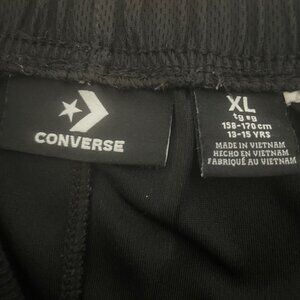 CONVERSE
XL
tg eg
158-170 cm
13-15 YRS
MADE IN VIETNAM
HECHO EN VIETNAM
FABRIQUÉ AU VIETNAM